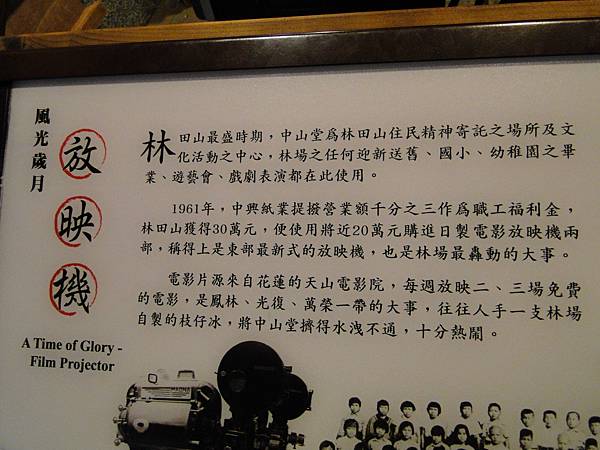 風光歲月
放映機
A Time of Glory -
Film Projector
林田山最盛時期，中山堂為林田山住民精神寄託之場所及文
化活動之中心，林場之任何迎新送舊、國小、幼稚園之畢
業、遊藝會、戲劇表演都在此使用。
1961年，中興紙業提撥營業額千分之三作為職工福利金，
林田山獲得30萬元，便使用將近20萬元購進日製電影放映機兩
部，稱得上是東部最新式的放映機，也是林場最轟動的大事。
電影片源來自花蓮的天山電影院，每週放映二、三場免費
的電影，是鳳林、光復、萬榮一帶的大事，往往人手一支林場
自製的枝仔冰，將中山堂擠得水洩不通，十分熱鬧。